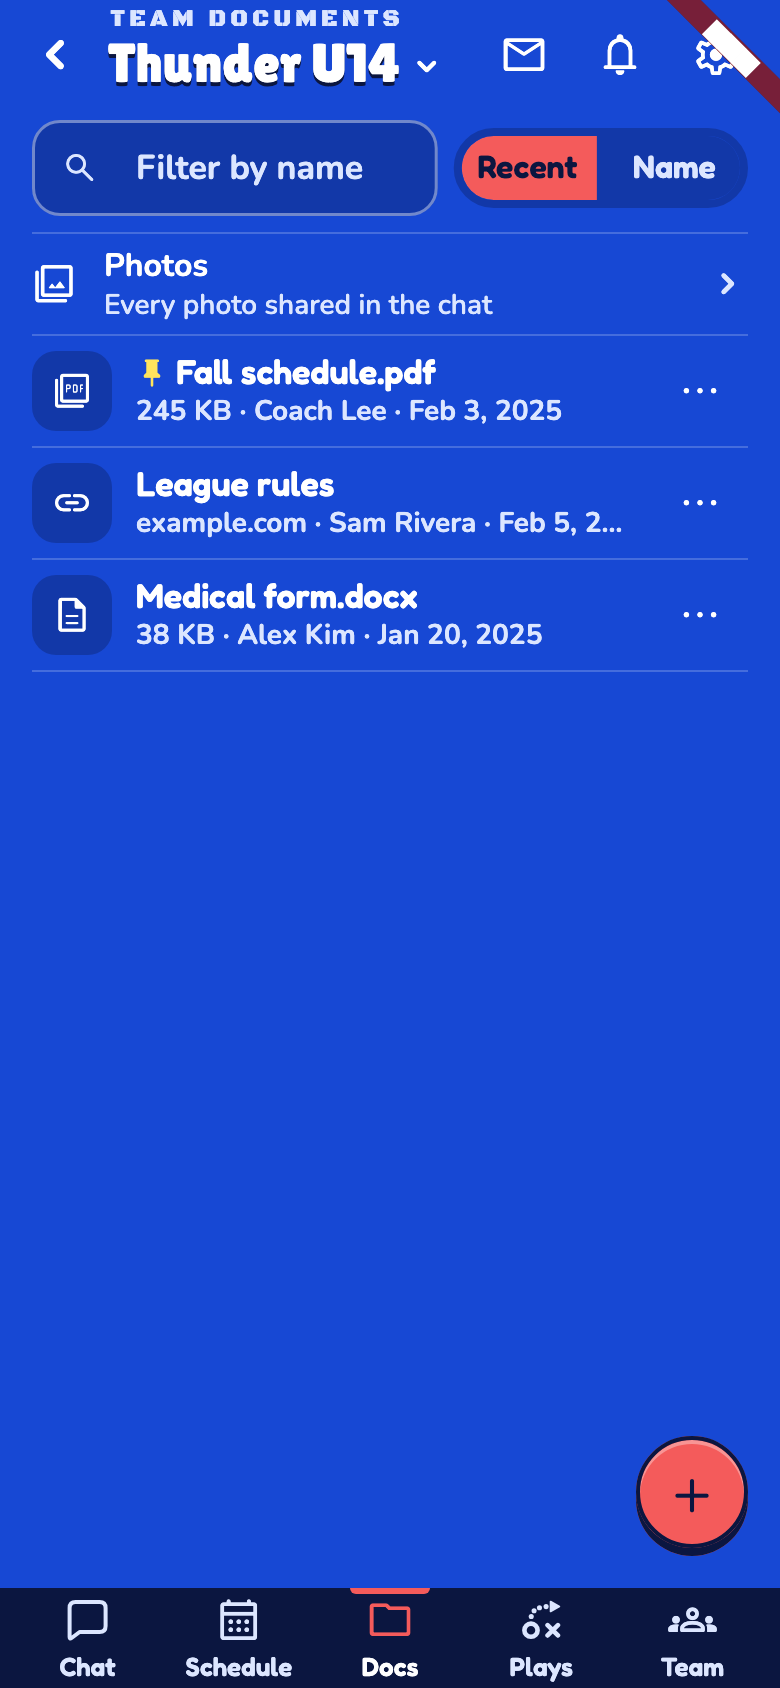 TEAM DOCUMENTS
Thunder U14
Filter by name
Recent
Name
Photos
Every photo shared in the chat
PDF
Fall schedule.pdf
245 KB · Coach Lee · Feb 3, 2025
League rules
example.com · Sam Rivera · Feb 5, 2...
Medical form.docx
38 KB · Alex Kim · Jan 20, 2025
Chat
Schedule
Docs
Plays
Team